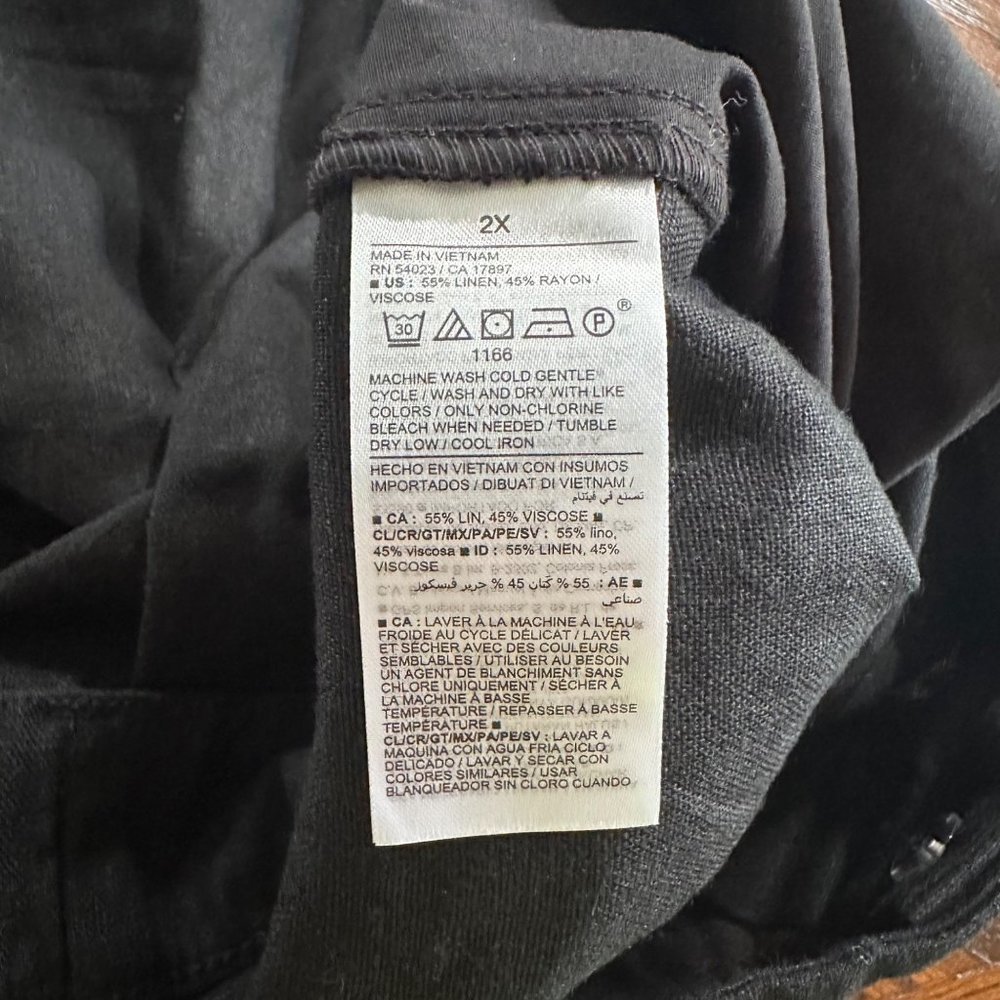 2X
MADE IN VIETNAM
RN 54023 / CA 17897
■ US : 55% LINEN, 45% RAYON /
VISCOSE
30 P ®
1166
MACHINE WASH COLD GENTLE
CYCLE / WASH AND DRY WITH LIKE
COLORS / ONLY NON-CHLORINE
BLEACH WHEN NEEDED / TUMBLE
DRY LOW / COOL IRON
HECHO EN VIETNAM CON INSUMOS
IMPORTADOS / DIBUAT DI VIETNAM /
تصنع في فيتنام
■ CA : 55% LIN, 45% VISCOSE ■
CL/CR/GT/MX/PA/PE/SV : 55% lino,
45% viscosa ■ ID : 55% LINEN, 45%
VISCOSE
■ AE : 55 % كتان 45 % حرير فيسكوز
صناعي
■ CA : LAVER À LA MACHINE À L'EAU
FROIDE AU CYCLE DÉLICAT / LAVER
ET SÉCHER AVEC DES COULEURS
SEMBLABLES / UTILISER AU BESOIN
UN AGENT DE BLANCHIMENT SANS
CHLORE UNIQUEMENT / SÉCHER À
LA MACHINE À BASSE
TEMPÉRATURE / REPASSER À BASSE
TEMPÉRATURE ■
CL/CR/GT/MX/PA/PE/SV : LAVAR A
MAQUINA CON AGUA FRIA CICLO
DELICADO / LAVAR Y SECAR CON
COLORES SIMILARES / USAR
BLANQUEADOR SIN CLORO CUANDO